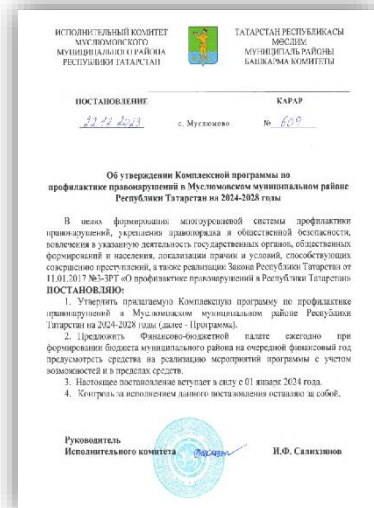 ИСПОЛНИТЕЛЬНЫЙ КОМИТЕТ
МУСЛЮМОВСКОГО
МУНИЦИПАЛЬНОГО РАЙОНА
РЕСПУБЛИКИ ТАТАРСТАН
ТАТАРСТАН РЕСПУБЛИКАСЫ
МӨСЛИМ
МУНИЦИПАЛЬ РАЙОНЫ
БАШКАРМА КОМИТЕТЫ
ПОСТАНОВЛЕНИЕ
КАРАР
22.12.2023
с. Муслюмово
№ 609
Об утверждении Комплексной программы по
профилактике правонарушений в Муслюмовском муниципальном районе
Республики Татарстан на 2024-2028 годы
В целях формирования многоуровневой системы профилактики
правонарушений, укрепления правопорядка и общественной безопасности,
вовлечения в указанную деятельность государственных органов, общественных
формирований и населения, локализации причин и условий, способствующих
совершению преступлений, а также реализации Закона Республики Татарстан от
11.01.2017 №3-ЗРТ «О профилактике правонарушений в Республики Татарстан»
ПОСТАНОВЛЯЮ:
1. Утвердить прилагаемую Комплексную программу по профилактике
правонарушений в Муслюмовском муниципальном районе Республики
Татарстан на 2024-2028 годы (далее - Программа).
2. Предложить Финансово-бюджетной палате ежегодно при
формировании бюджета муниципального района на очередной финансовый год
предусмотреть средства на реализацию мероприятий программы с учетом
возможностей и в пределах средств.
3. Настоящее постановление вступает в силу с 01 января 2024 года.
4. Контроль за исполнением данного постановления оставляю за собой.
Руководитель
Исполнительного комитета
И.Ф. Салихзянов